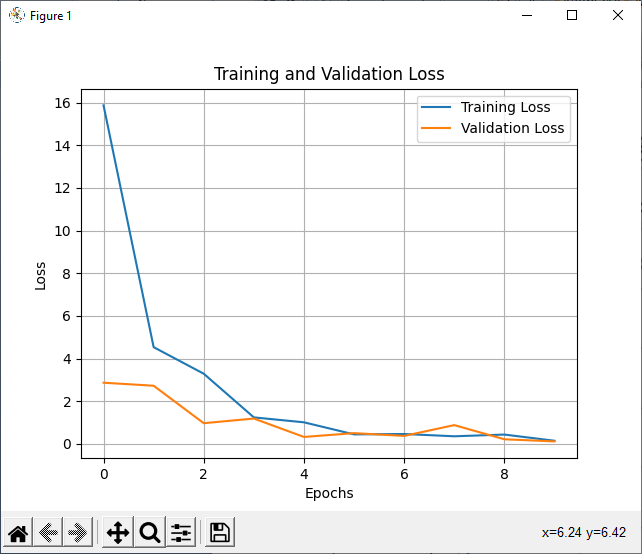 Figure 1
Training and Validation Loss
Training Loss
Validation Loss
16
14
12
10
8
6
4
2
0
Loss
0 2 4 6 8
Epochs
x=6.24 y=6.42